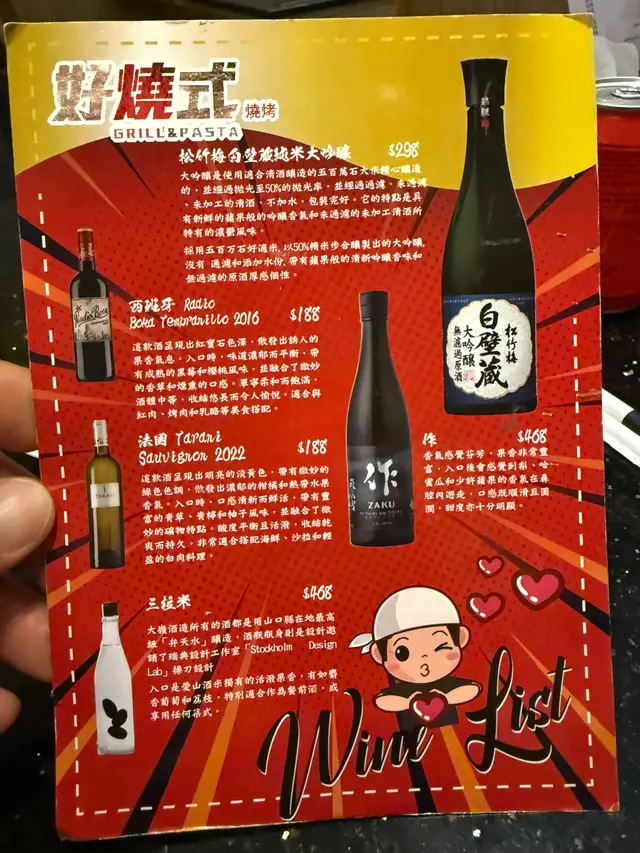 好燒式 燒烤
GRILL&PASTA
松竹梅白壁蔵純米大吟釀 $298
大吟釀是使用適合清酒釀造的五百萬石大米精心釀造
的，並經過拋光至50%的拋光率，並經過過濾。未過濾
、未加工的清酒，不加水，包裝完好。它的特點是具
有新鮮的蘋果般的吟釀香氣和未過濾的未加工清酒所
特有的濃鬱風味。
採用五百万石好適米，以50%精米步合釀製出的大吟釀，
沒有 過濾和添加水份，帶有蘋果般的清新吟釀香味和
無過濾的原酒厚感個性。
西班牙 Radio
Boka Tempranillo 2016 $188
這款酒呈現出紅寶石色澤，散發出誘人的
果香氣息。入口時，味道濃郁而平衡，帶
有成熟的黑莓和櫻桃風味，並融合了微妙
的香草和煙熏的口感。單寧柔和而飽滿，
酒體中等，收結悠長而令人愉悅。適合與
紅肉、烤肉和乳酪等美食搭配。
法國 Tarani
Sauvignon 2022 $188
這款酒呈現出明亮的淡黃色，帶有微妙的
綠色色調，散發出濃郁的柑橘和熱帶水果
香氣。入口時，口感清新而鮮活，帶有豐
富的青草、青檸和柚子風味，並融合了微
妙的礦物特點。酸度平衡且活潑，收結乾
爽而持久。非常適合搭配海鮮、沙拉和輕
盈的白肉料理。
三粒米 $468
大嶺酒造所有的酒都是用山口縣在地最高
級「弁天水」釀造，酒瓶瓶身則是設計邀
請了瑞典設計工作室「Stockholm Design
Lab」操刀設計
入口是愛山酒米獨有的活潑果香，有如麝
香葡萄和荔枝，特別適合作為餐前酒，或
享用任何菜式。
松竹梅
白壁蔵
大吟釀
無濾過原酒
作
ZAKU
作 $468
香氣感覺芬芳，果香非常豐
富，入口後會感覺到梨、哈
蜜瓜和少許蘋果的香氣在鼻
腔內遊走，口感既順滑且圓
潤，甜度亦十分明顯。
TARANI
Wine List